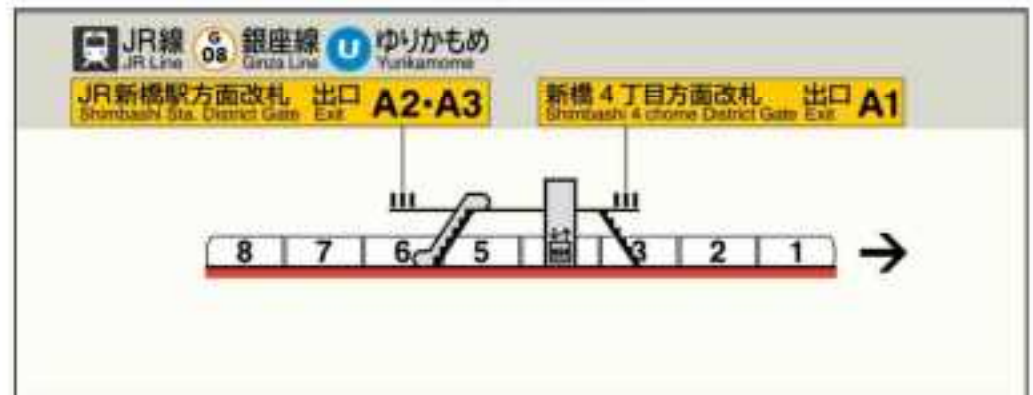 JR線 G 08 銀座線 U ゆりかもめ
JR Line Ginza Line Yurikamome
JR新橋駅方面改札 出口 A2・A3
Shimbashi Sta. District Gate Exit
新橋4丁目方面改札 出口 A1
Shimbashi 4 chome District Gate Exit
8 7 6 5 3 2 1 →